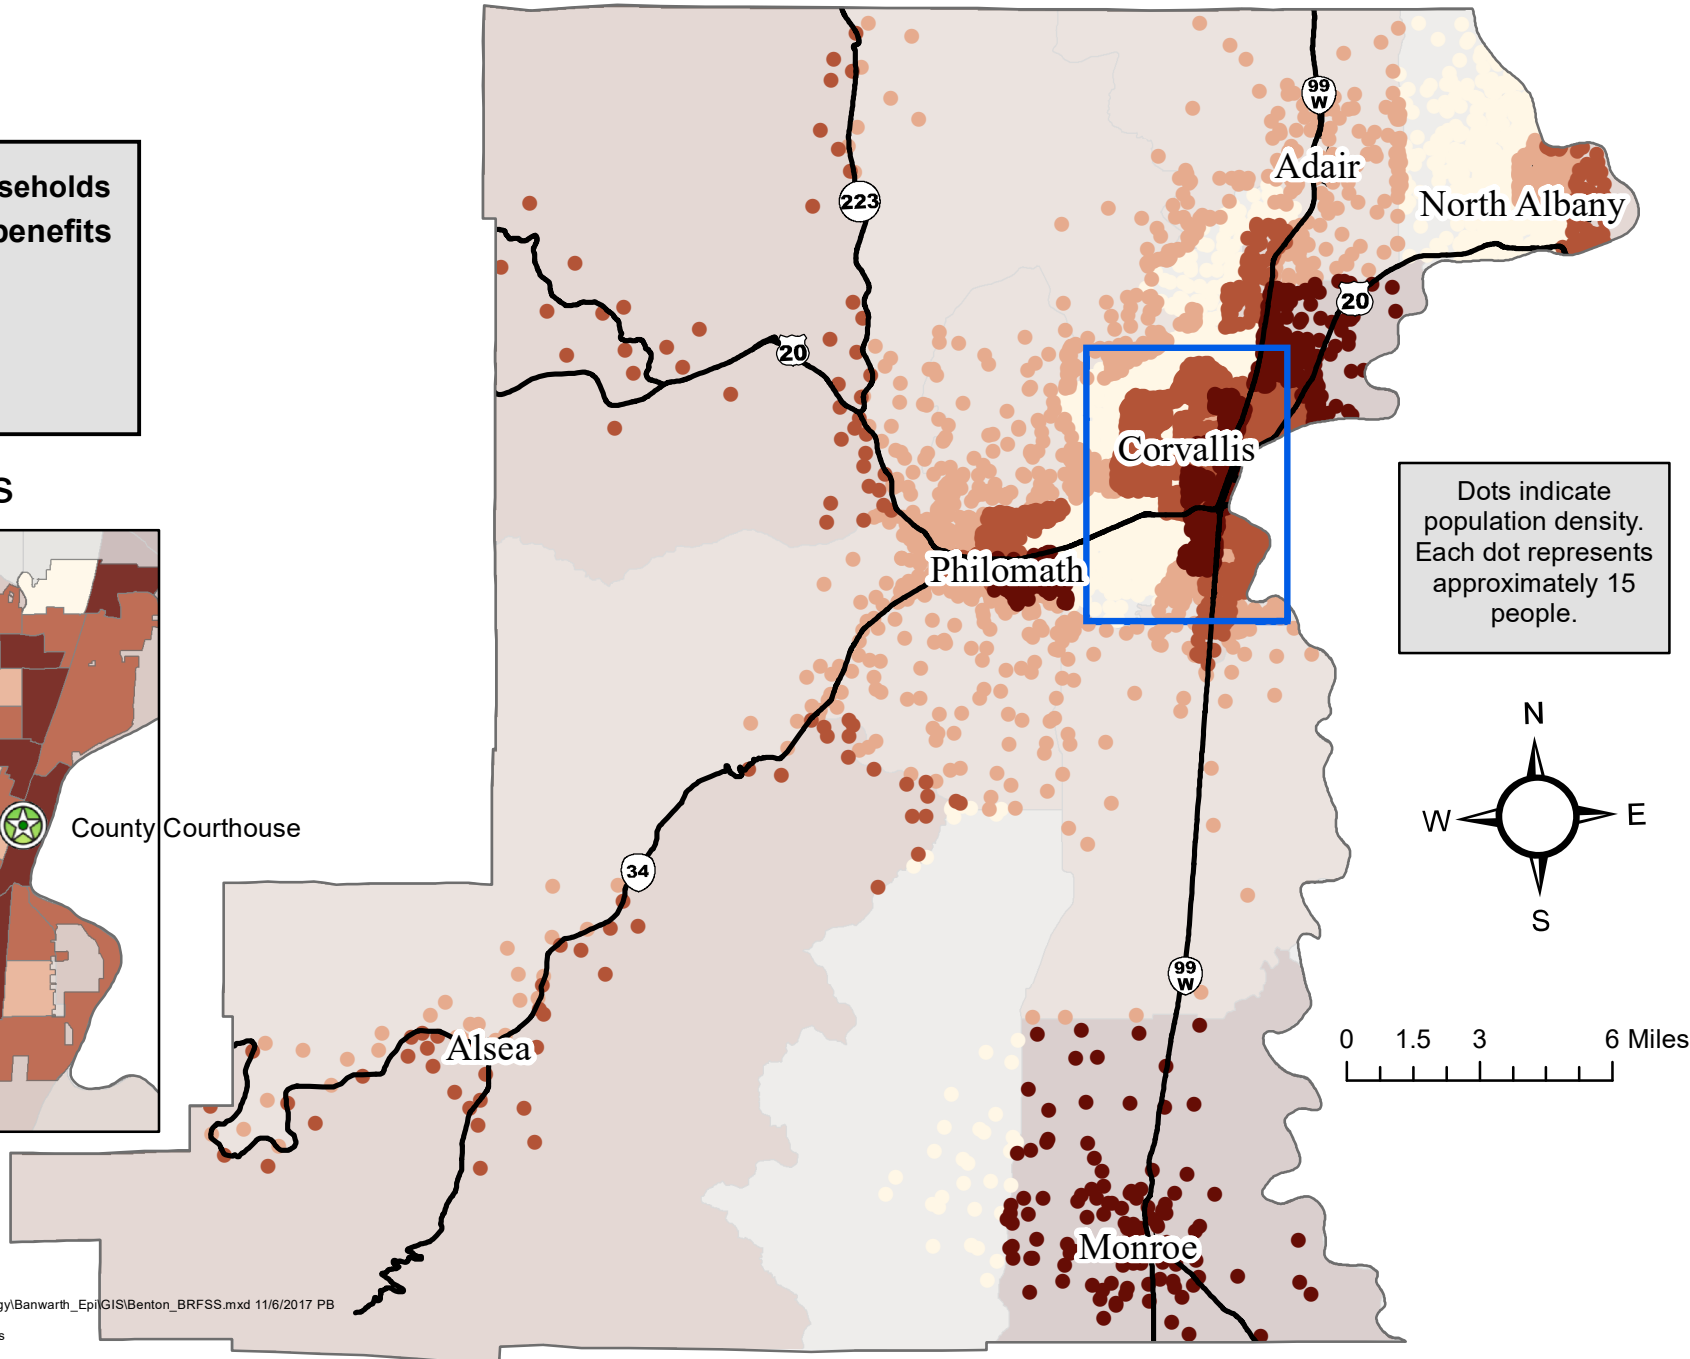 seholds
benefits
s
County Courthouse
gy\Banwarth_Epi\GIS\Benton_BRFSS.mxd 11/6/2017 PB
s
99
W
Adair
North Albany
223
20
20
Corvallis
Philomath
34
99
W
Alsea
Monroe
Dots indicate
population density.
Each dot represents
approximately 15
people.
N
W
E
S
0 1.5 3 6 Miles